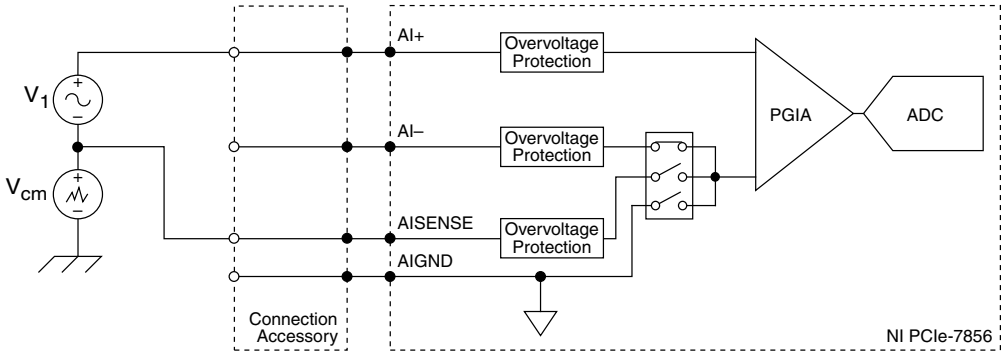 AI+
Overvoltage
Protection
+
V1
−
PGIA
ADC
AI−
Overvoltage
Protection
+
Vcm
−
AISENSE
Overvoltage
Protection
AIGND
Connection
Accessory
NI PCIe-7856